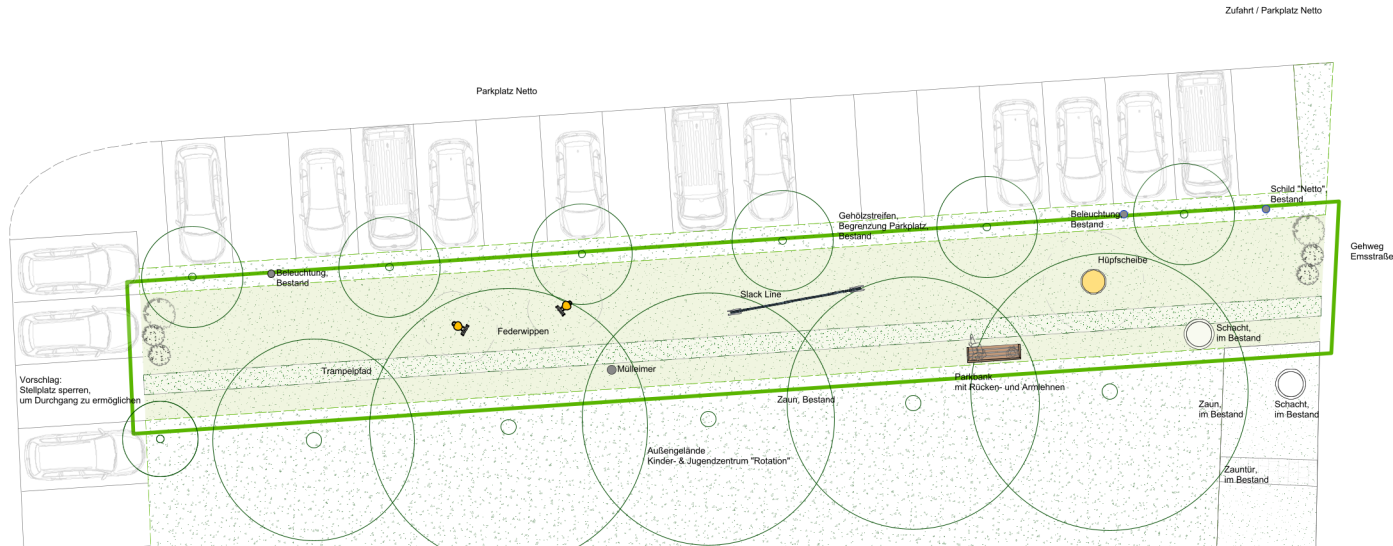 Zufahrt / Parkplatz Netto
Parkplatz Netto
Schild "Netto",
Bestand
Gehölzstreifen,
Begrenzung Parkplatz,
Bestand
Beleuchtung,
Bestand
Gehweg
Emsstraße
Hüpfscheibe
Beleuchtung,
Bestand
Slack Line
Federwippen
Schacht,
im Bestand
Trampelpfad
Mülleimer
Vorschlag:
Stellplatz sperren,
um Durchgang zu ermöglichen
Parkbank
mit Rücken- und Armlehnen
Zaun, Bestand
Zaun,
im Bestand
Schacht,
im Bestand
Außengelände
Kinder- & Jugendzentrum "Rotation"
Zauntür,
im Bestand